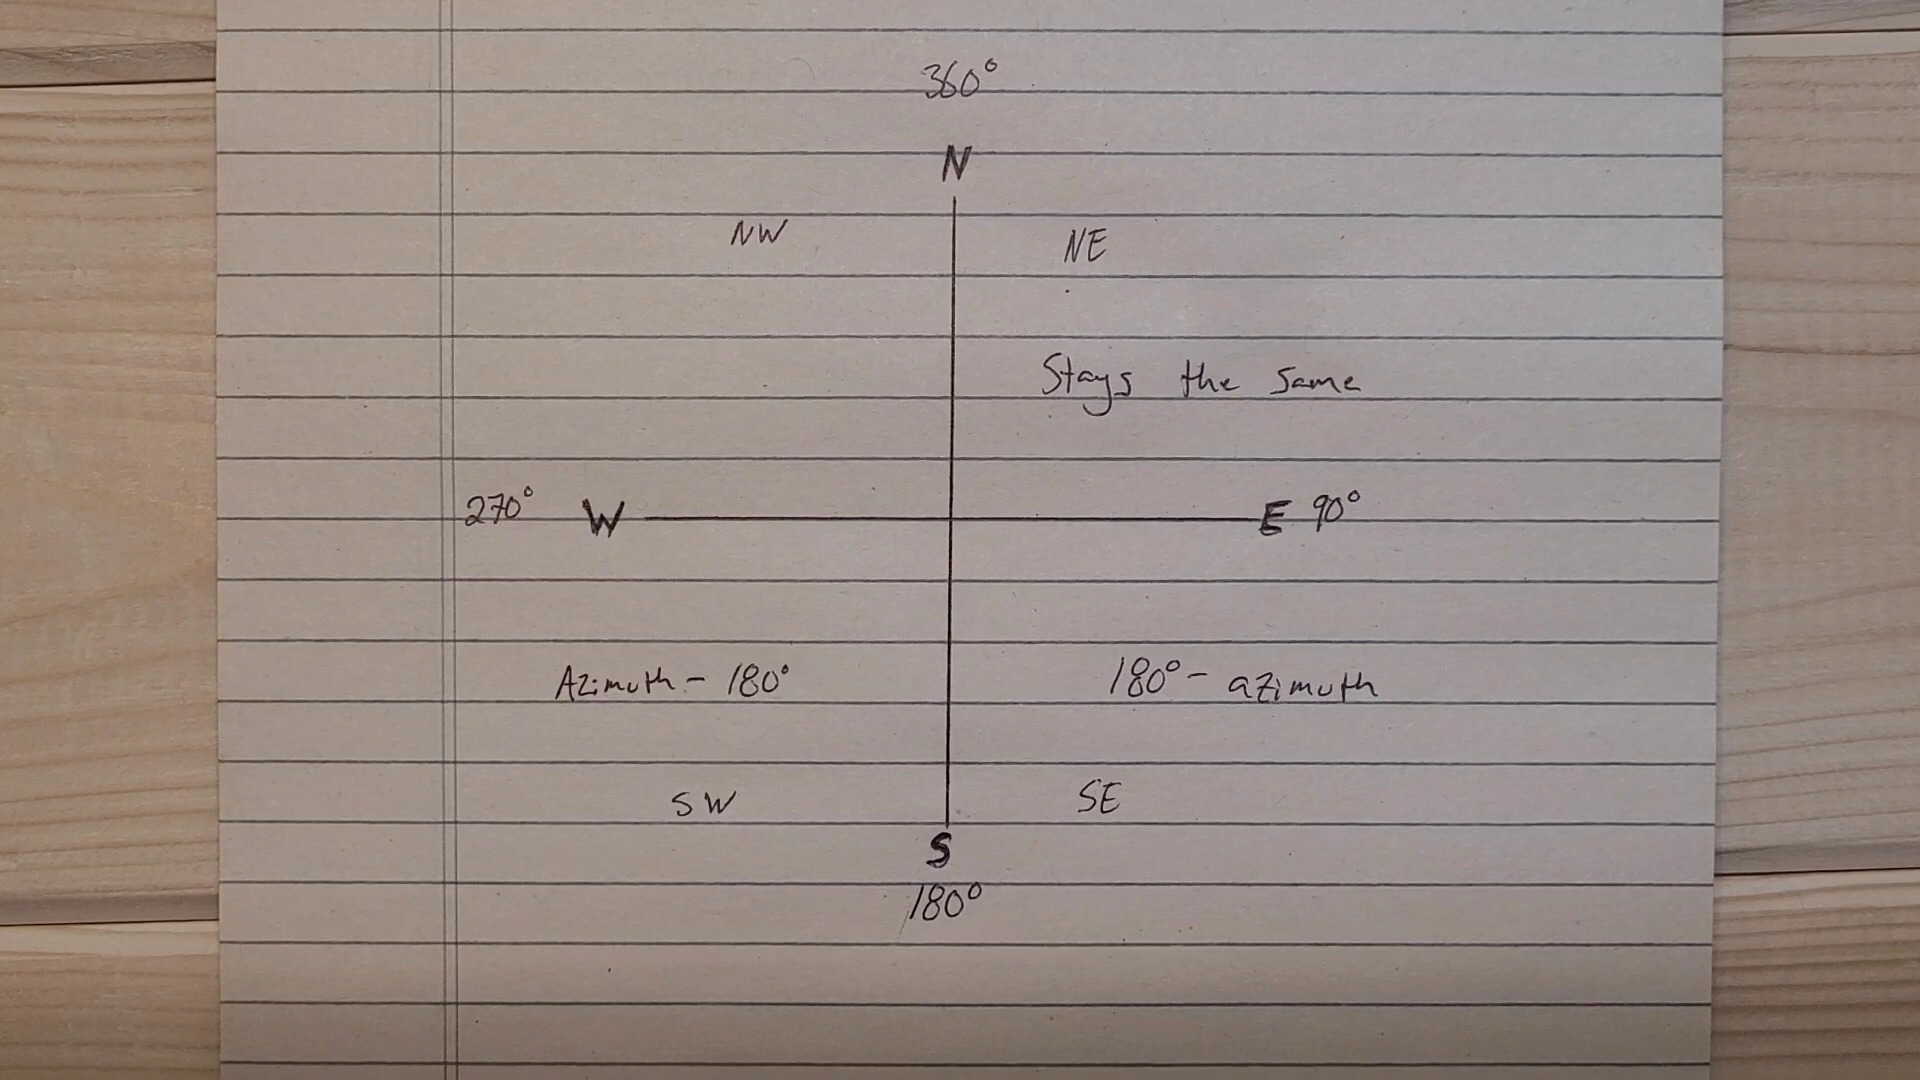 360°
N
NW NE
Stays the same
270° W E 90°
Azimuth - 180° 180° - azimuth
SW SE
S
180°